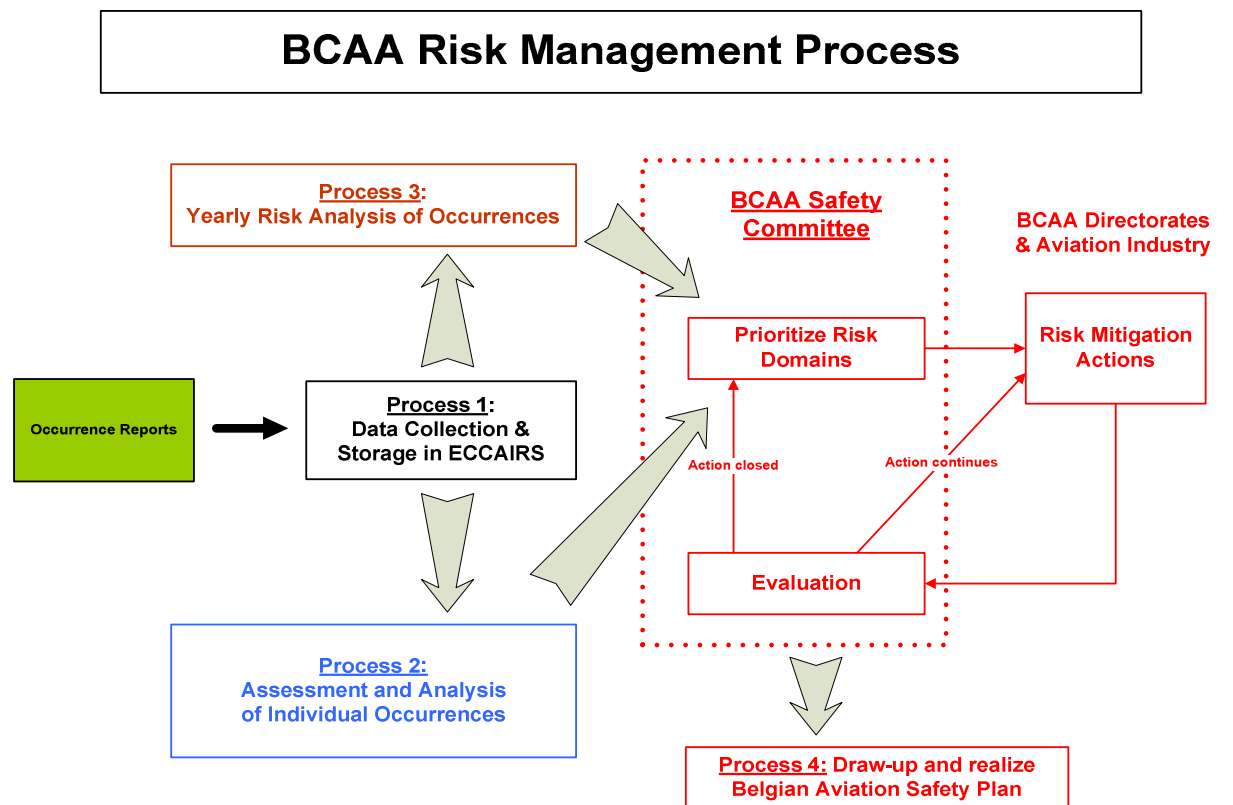 BCAA Risk Management Process
Process 3:
Yearly Risk Analysis of Occurrences
BCAA Safety
Committee
BCAA Directorates
& Aviation Industry
Prioritize Risk
Domains
Risk Mitigation
Actions
Occurrence Reports
Process 1:
Data Collection &
Storage in ECCAIRS
Action closed
Action continues
Evaluation
Process 2:
Assessment and Analysis
of Individual Occurrences
Process 4: Draw-up and realize
Belgian Aviation Safety Plan